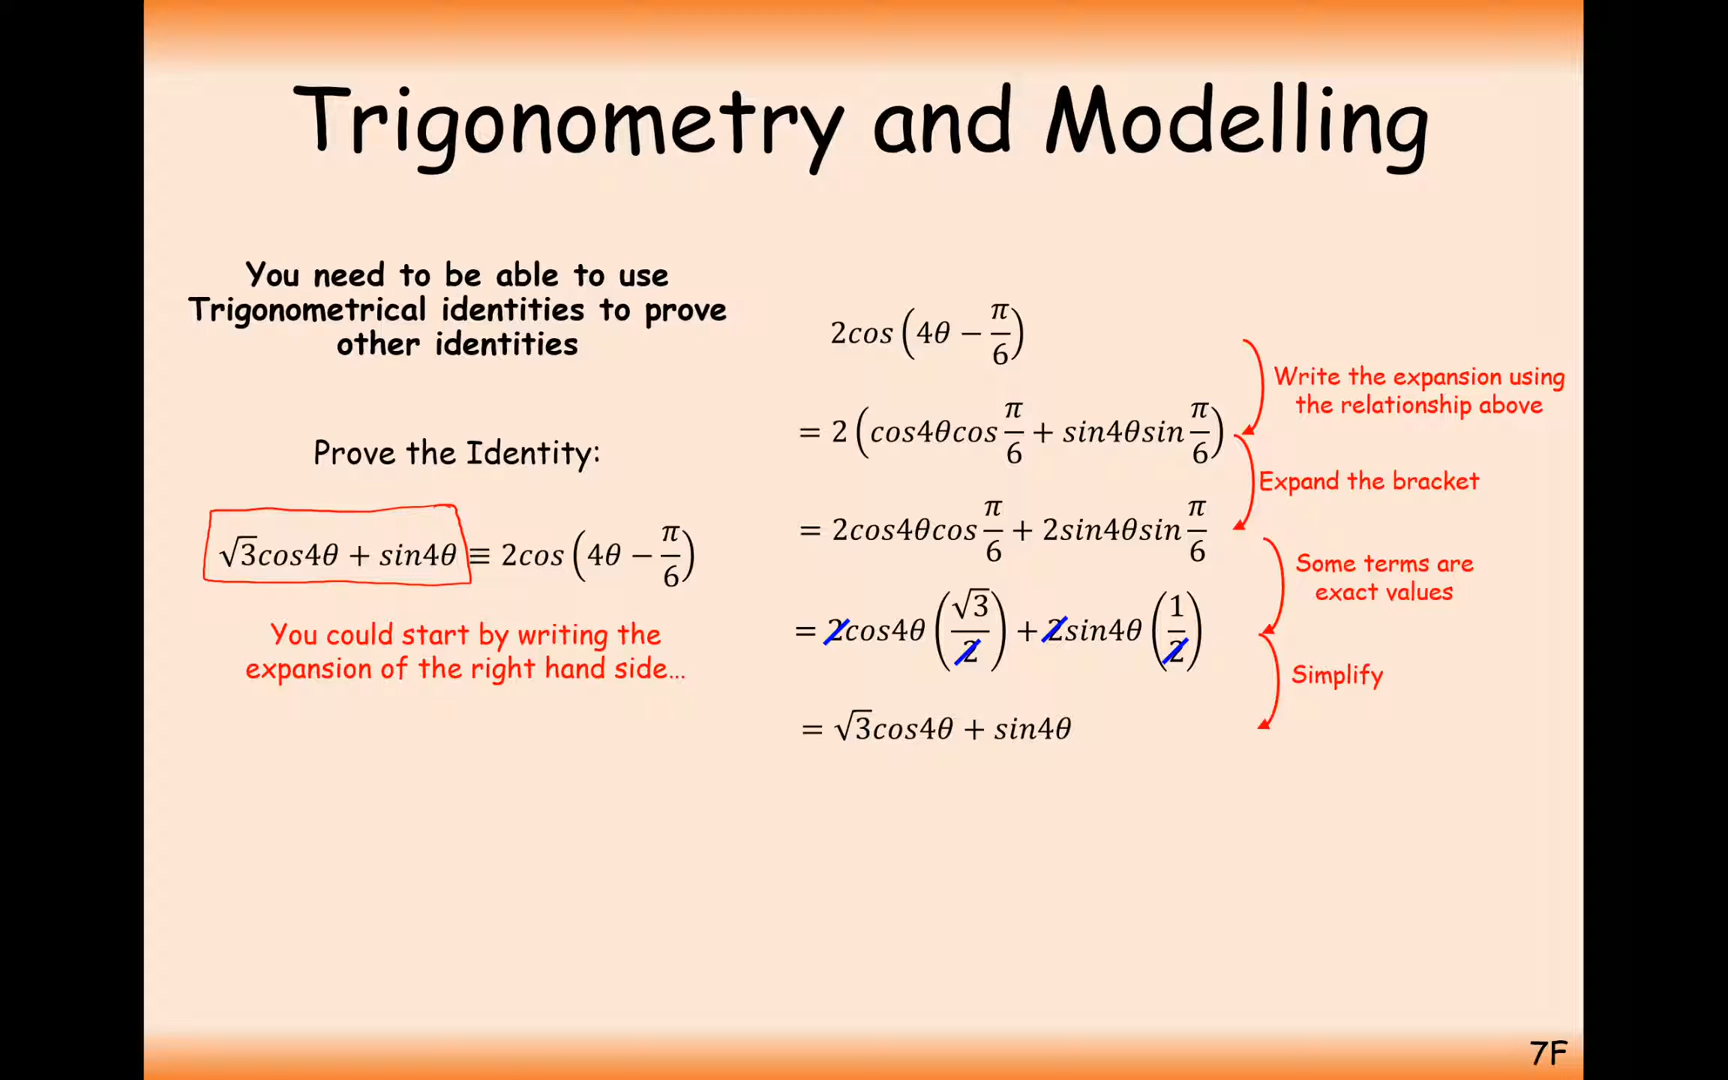 Trigonometry and Modelling
You need to be able to use
Trigonometrical identities to prove
other identities
Prove the Identity:
√3cos4θ + sin4θ ≡ 2cos(4θ − π/6)
You could start by writing the
expansion of the right hand side…
2cos(4θ − π/6)
= 2(cos4θcos π/6 + sin4θsin π/6)
= 2cos4θcos π/6 + 2sin4θsin π/6
= 2cos4θ(√3/2) + 2sin4θ(1/2)
= √3cos4θ + sin4θ
Write the expansion using
the relationship above
Expand the bracket
Some terms are
exact values
Simplify
7F